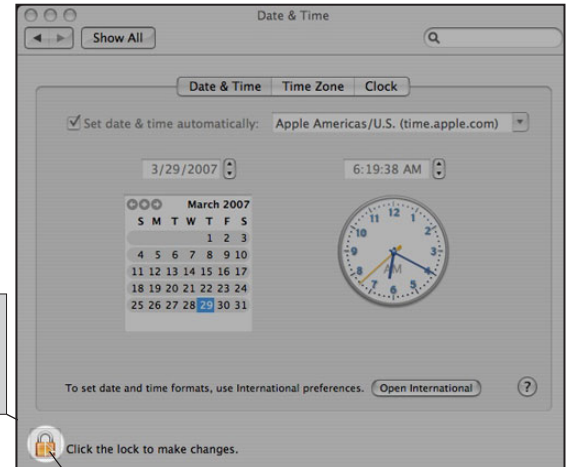 Date & Time
Show All
Date & Time Time Zone Clock
Set date & time automatically: Apple Americas/U.S. (time.apple.com)
3/29/2007 6:19:38 AM
March 2007
S M T W T F S
1 2 3
4 5 6 7 8 9 10
11 12 13 14 15 16 17
18 19 20 21 22 23 24
25 26 27 28 29 30 31
12
11 1
10 2
9 3
AM
8 4
7 6 5
To set date and time formats, use International preferences. Open International ?
Click the lock to make changes.